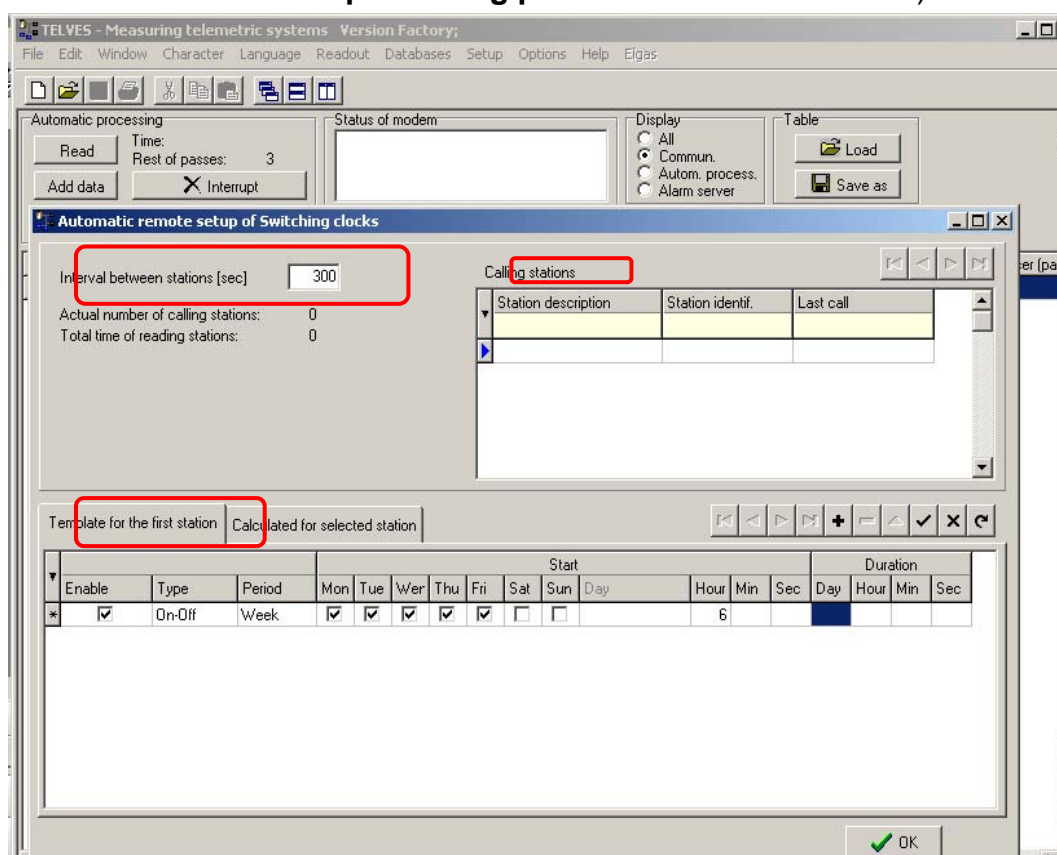 TELVES - Measuring telemetric systems Version Factory;
File Edit Window Character Language Readout Databases Setup Options Help Elgas
Automatic processing
Read
Time:
Rest of passes: 3
Add data
Interrupt
Status of modem
Display
All
Commun.
Autom. process.
Alarm server
Table
Load
Save as
Automatic remote setup of Switching clocks
Interval between stations [sec] 300
Actual number of calling stations: 0
Total time of reading stations: 0
Calling stations
Station description Station identif. Last call
Template for the first station Calculated for selected station
Start Duration
Enable Type Period Mon Tue Wer Thu Fri Sat Sun Day Hour Min Sec Day Hour Min Sec
* On-Off Week 6
OK